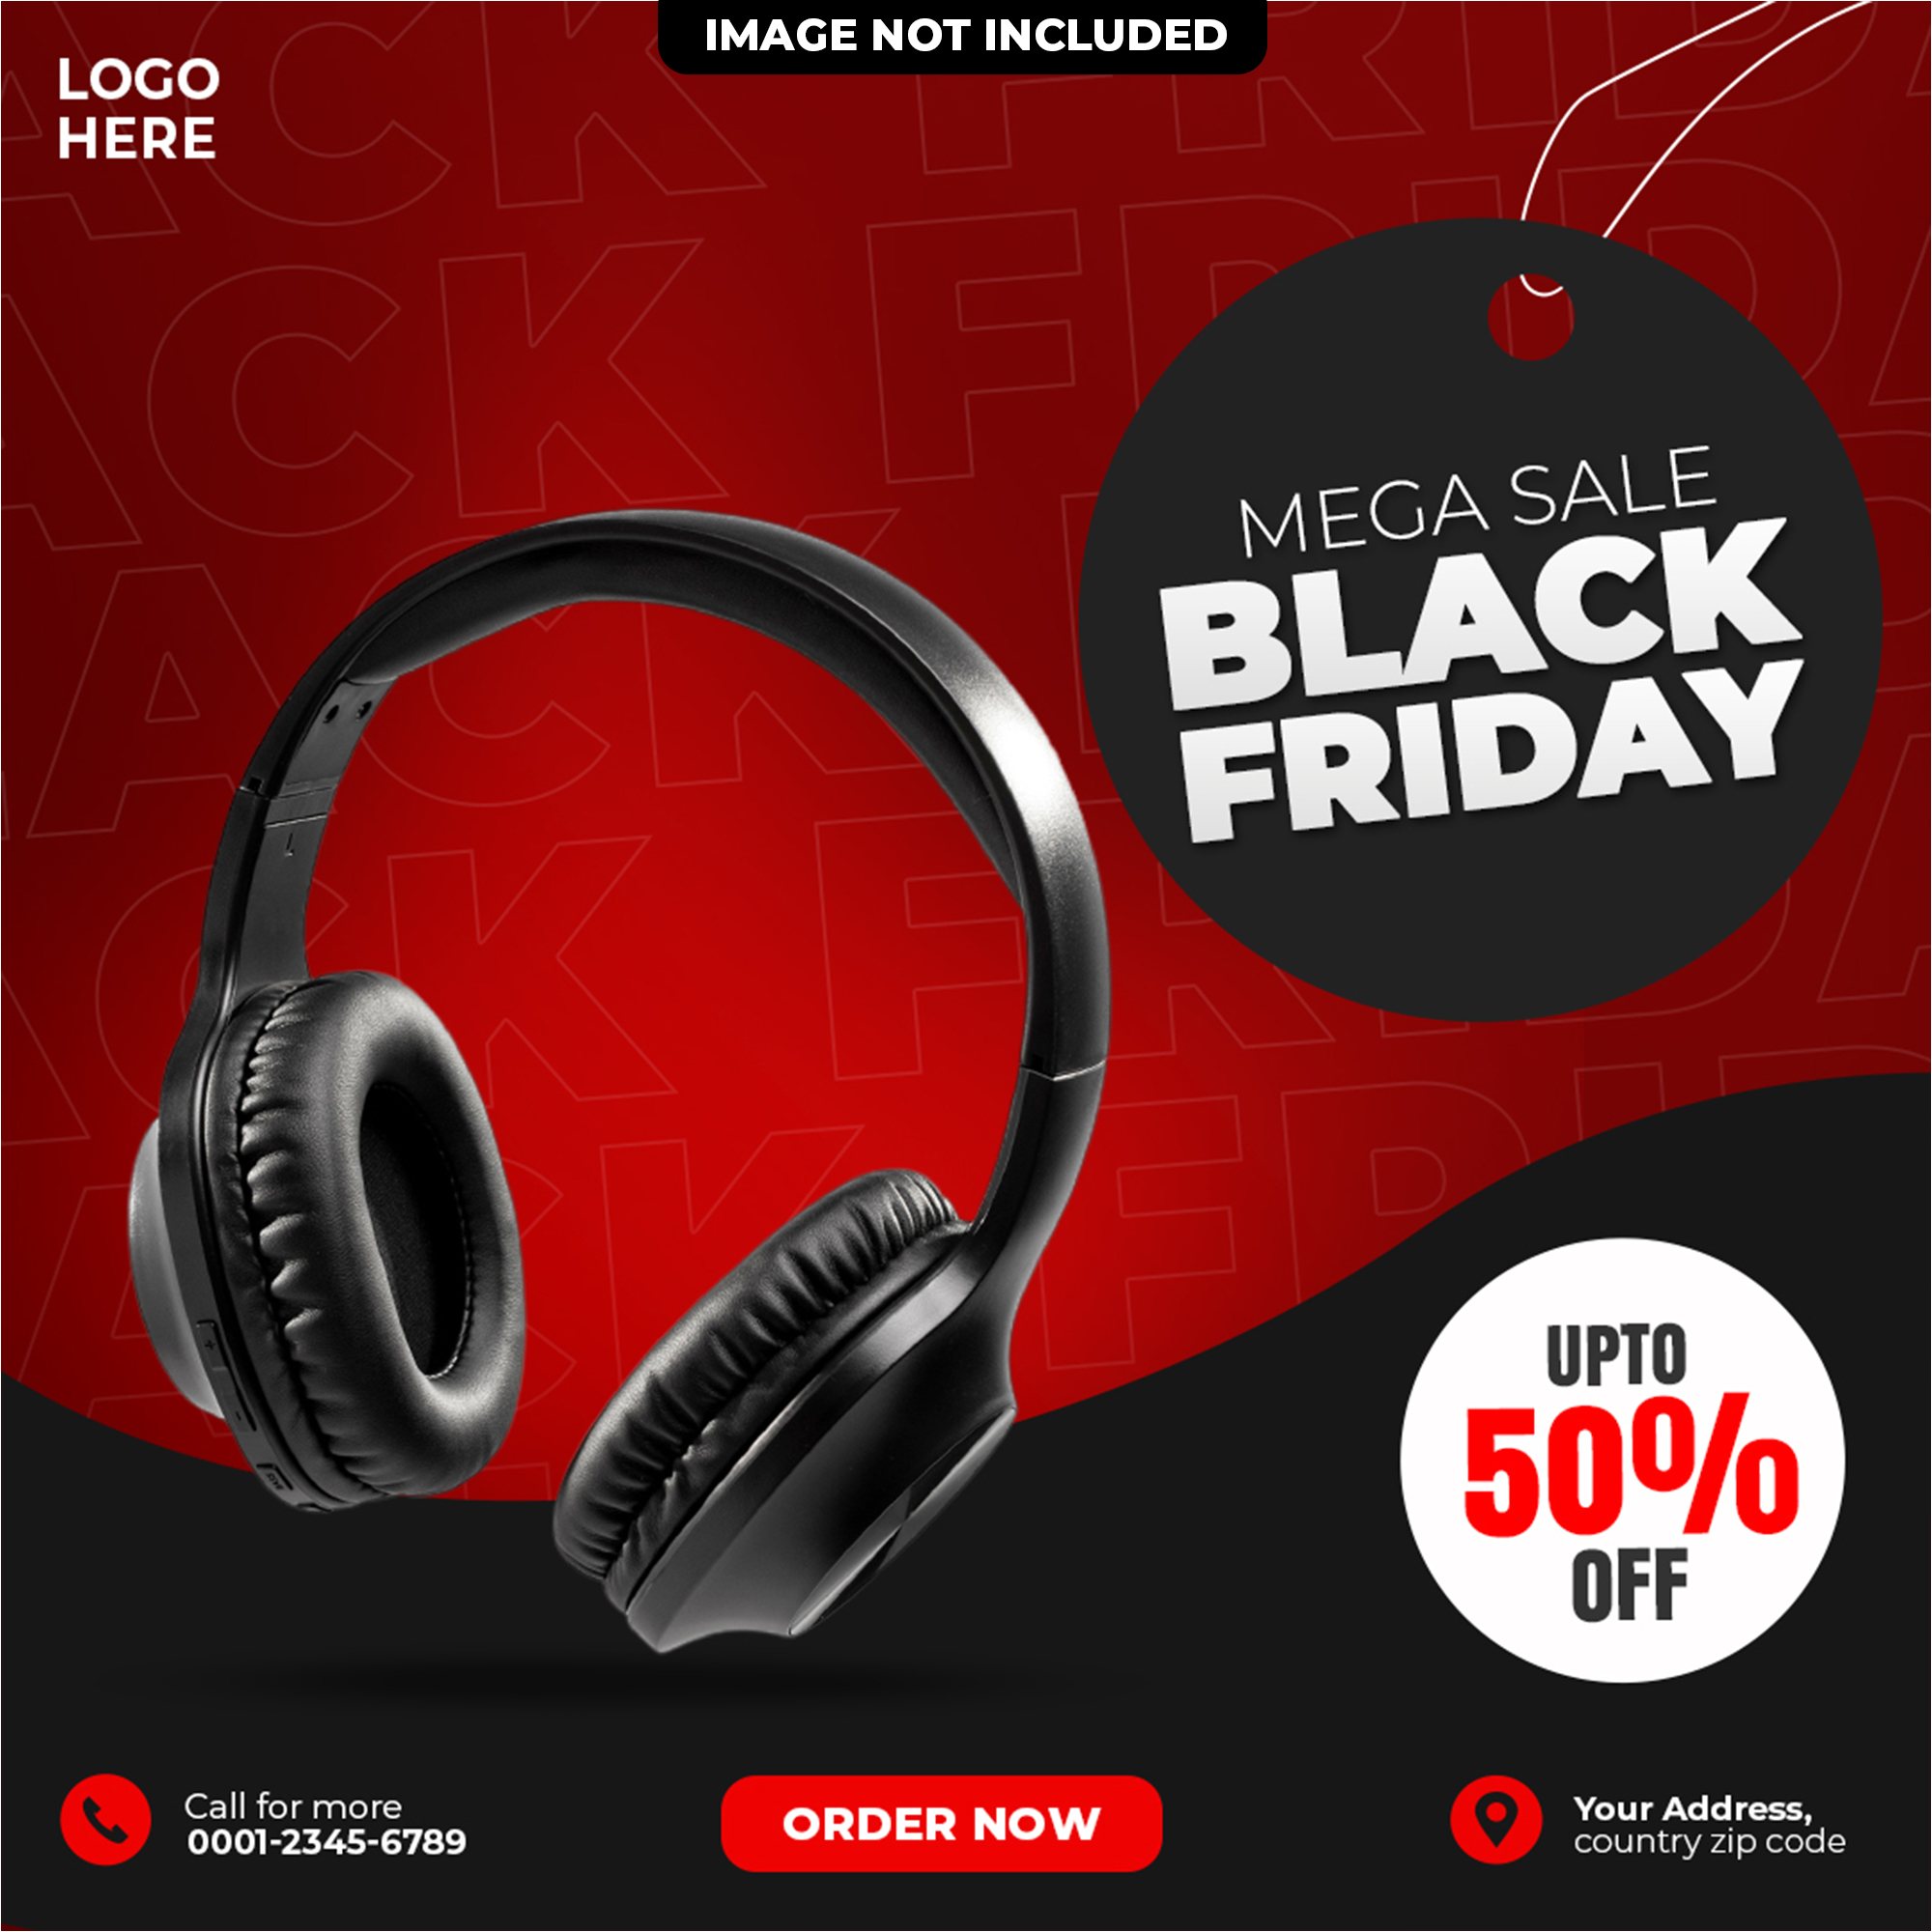 IMAGE NOT INCLUDED
LOGO
HERE
MEGA SALE
BLACK
FRIDAY
UPTO
50%
OFF
Call for more
0001-2345-6789
ORDER NOW
Your Address,
country zip code